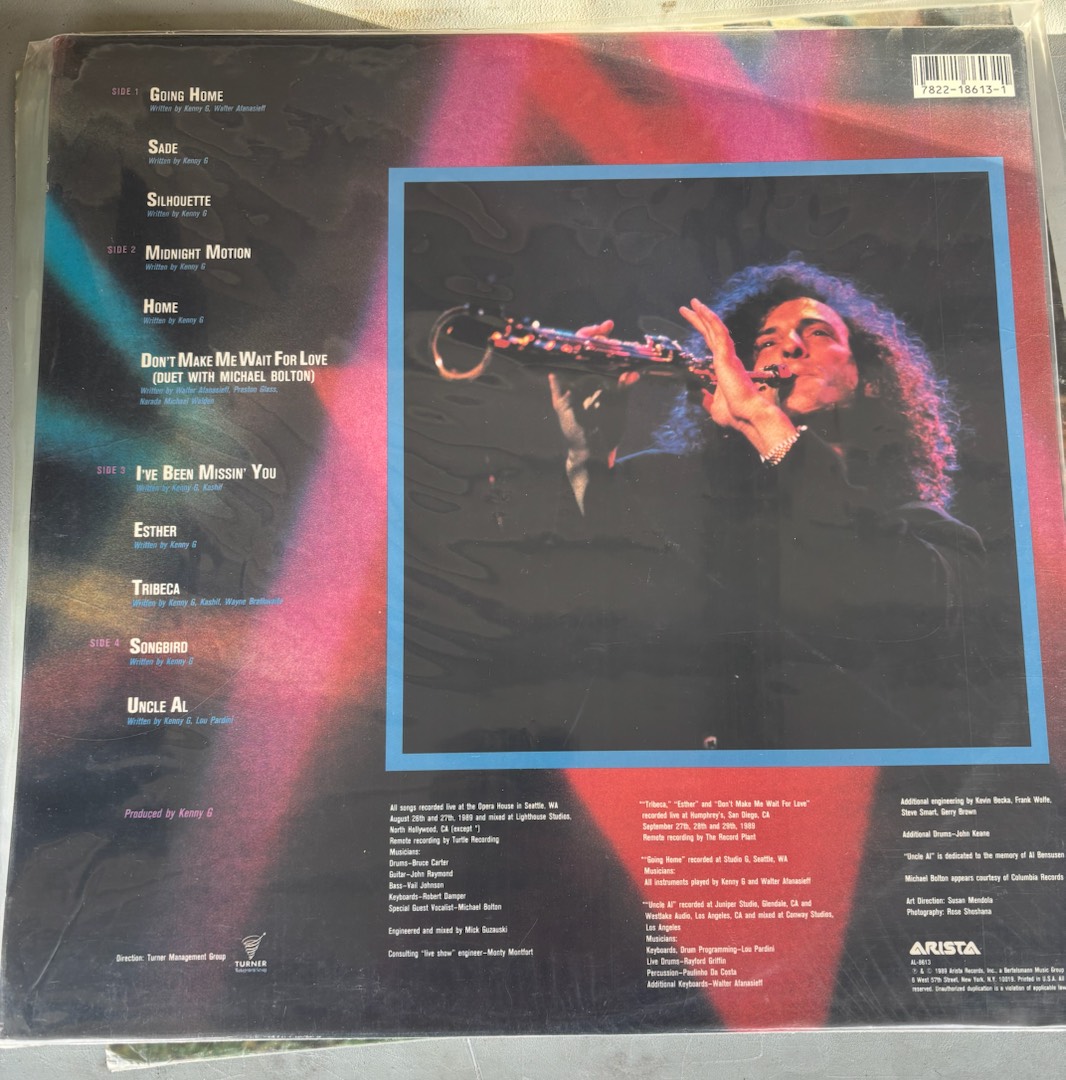 7822-18613-1
SIDE 1 GOING HOME
Written by Kenny G, Walter Afanasieff
SADE
Written by Kenny G
SILHOUETTE
Written by Kenny G
SIDE 2 MIDNIGHT MOTION
Written by Kenny G
HOME
Written by Kenny G
DON'T MAKE ME WAIT FOR LOVE
(DUET WITH MICHAEL BOLTON)
Written by Walter Afanasieff, Preston Glass,
Narada Michael Walden
SIDE 3 I'VE BEEN MISSIN' YOU
Written by Kenny G, Kashif
ESTHER
Written by Kenny G
TRIBECA
Written by Kenny G, Kashif, Wayne
SIDE 4 SONGBIRD
Written by Kenny G
UNCLE AL
Written by Kenny G, Lou Pardini
Produced by Kenny G
Direction: Turner Management Group
TURNER
All songs recorded live at the Opera House in Seattle, WA
August 26th and 27th, 1989 and mixed at Lighthouse Studios,
North Hollywood, CA (except *)
Remote recording by Turtle Recording
Musicians:
Drums–Bruce Carter
Guitar–John Raymond
Bass–Vail Johnson
Keyboards–Robert Damper
Special Guest Vocalist–Michael Bolton
Engineered and mixed by Mick Guzauski
Consulting "live show" engineer–Monty Montfort
*"Tribeca," "Esther" and "Don't Make Me Wait For Love"
recorded live at Humphrey's, San Diego, CA
September 27th, 28th and 29th, 1989
Remote recording by The Record Plant
*"Going Home" recorded at Studio G, Seattle, WA
Musicians:
All instruments played by Kenny G and Walter Afanasieff
*"Uncle Al" recorded at Juniper Studio, Glendale, CA and
Westlake Audio, Los Angeles, CA and mixed at Conway Studios,
Los Angeles
Musicians:
Keyboards, Drum Programming–Lou Pardini
Live Drums–Rayford Griffin
Percussion–Paulinho Da Costa
Additional Keyboards–Walter Afanasieff
Additional engineering by Kevin Becka, Frank Wolfe,
Steve Smart, Gerry Brown
Additional Drums–John Keane
"Uncle Al" is dedicated to the memory of Al Bensusen
Michael Bolton appears courtesy of Columbia Records
Art Direction: Susan Mendola
Photography: Rose Shoshana
ARISTA
AL-8613
℗ & © 1989 Arista Records, Inc., a Bertelsmann Music Group
6 West 57th Street, New York, N.Y. 10019. Printed in U.S.A. All
reserved. Unauthorized duplication is a violation of applicable